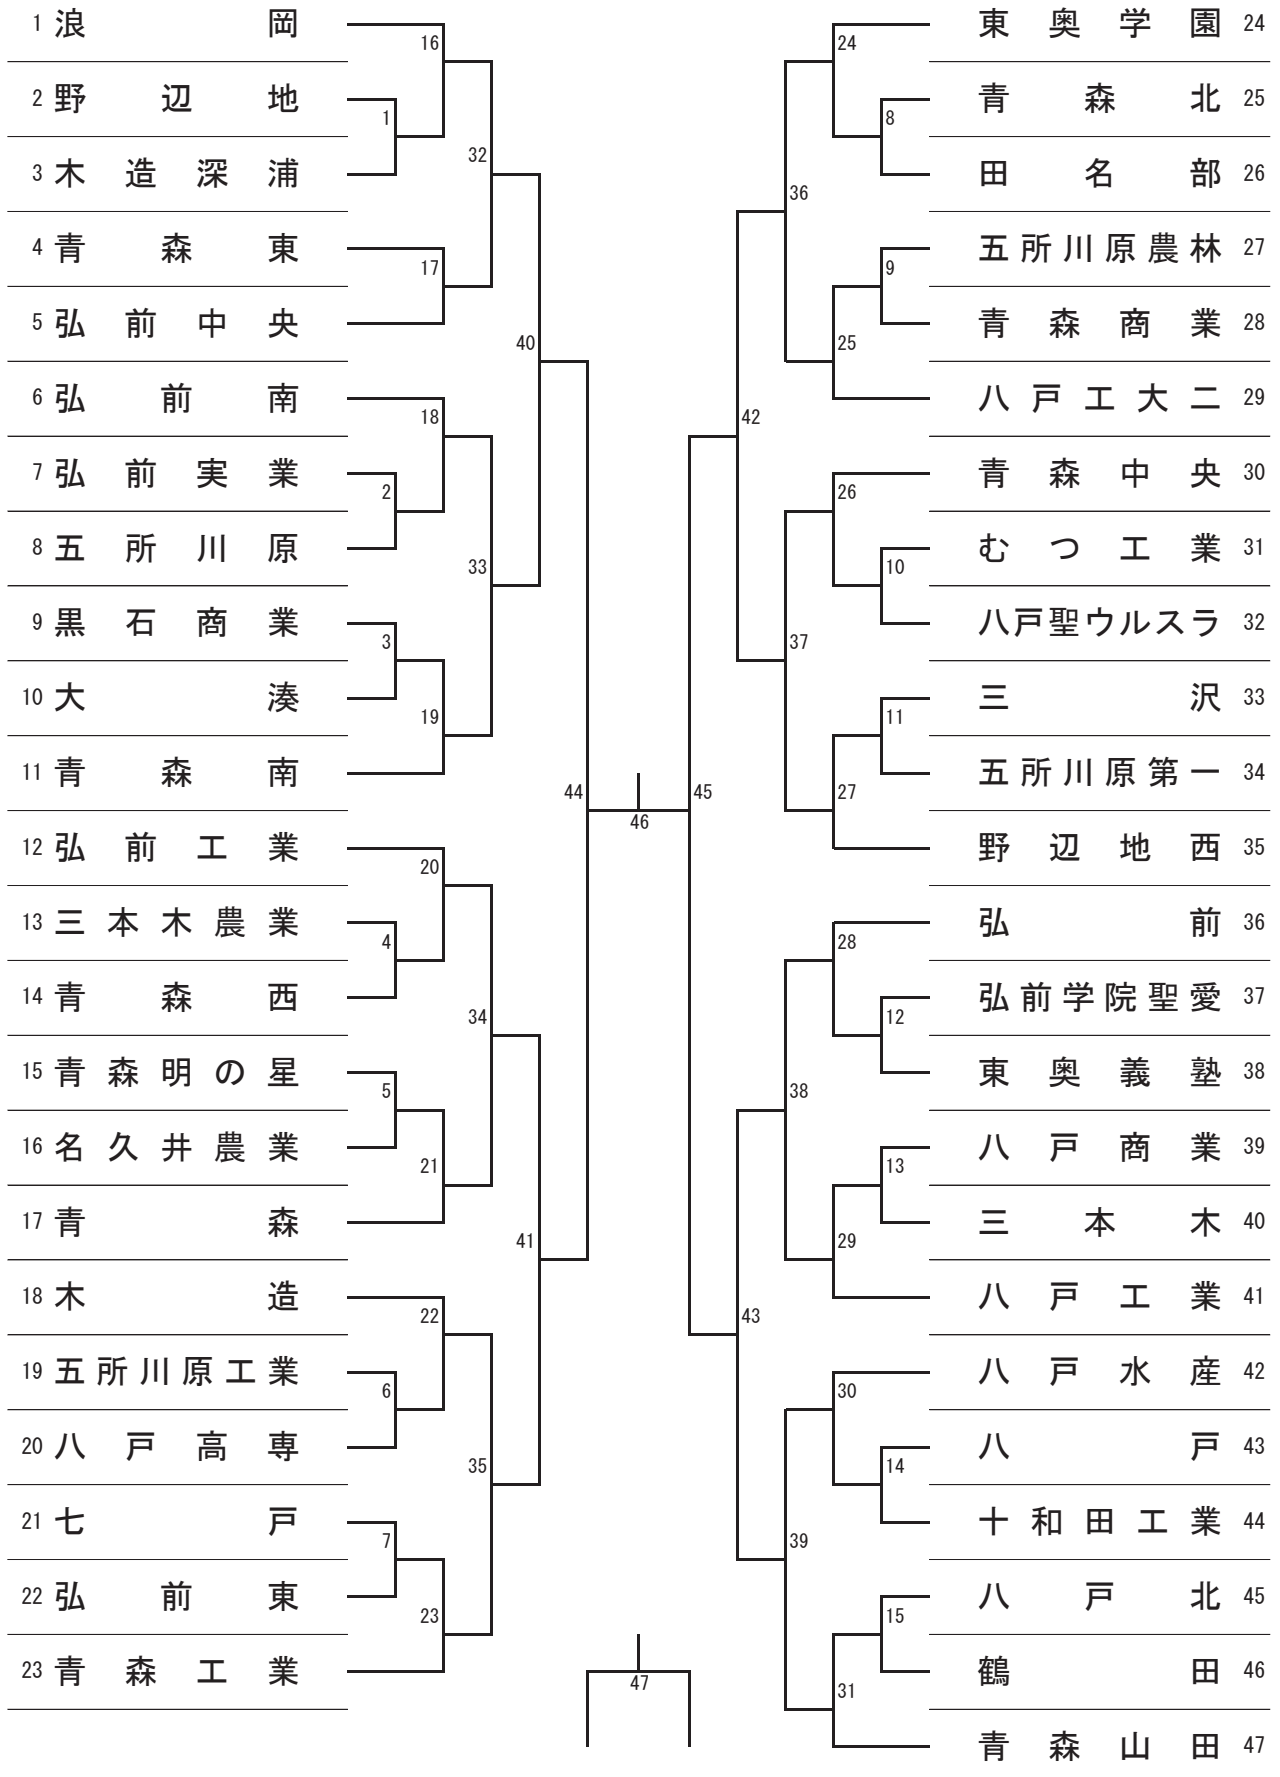 1 浪岡
2 野辺地
3 木造深浦
4 青森東
5 弘前中央
6 弘前南
7 弘前実業
8 五所川原
9 黒石商業
10 大湊
11 青森南
12 弘前工業
13 三本木農業
14 青森西
15 青森明の星
16 名久井農業
17 青森
18 木造
19 五所川原工業
20 八戸高専
21 七戸
22 弘前東
23 青森工業
16
1
32
17
40
18
2
33
3
19
44
20
4
34
5
21
41
22
6
35
7
23
46
47
45
24
8
36
9
25
42
26
10
37
11
27
28
12
38
13
29
43
30
14
39
15
31
東奥学園 24
青森北 25
田名部 26
五所川原農林 27
青森商業 28
八戸工大二 29
青森中央 30
むつ工業 31
八戸聖ウルスラ 32
三沢 33
五所川原第一 34
野辺地西 35
弘前 36
弘前学院聖愛 37
東奥義塾 38
八戸商業 39
三本木 40
八戸工業 41
八戸水産 42
八戸 43
十和田工業 44
八戸北 45
鶴田 46
青森山田 47